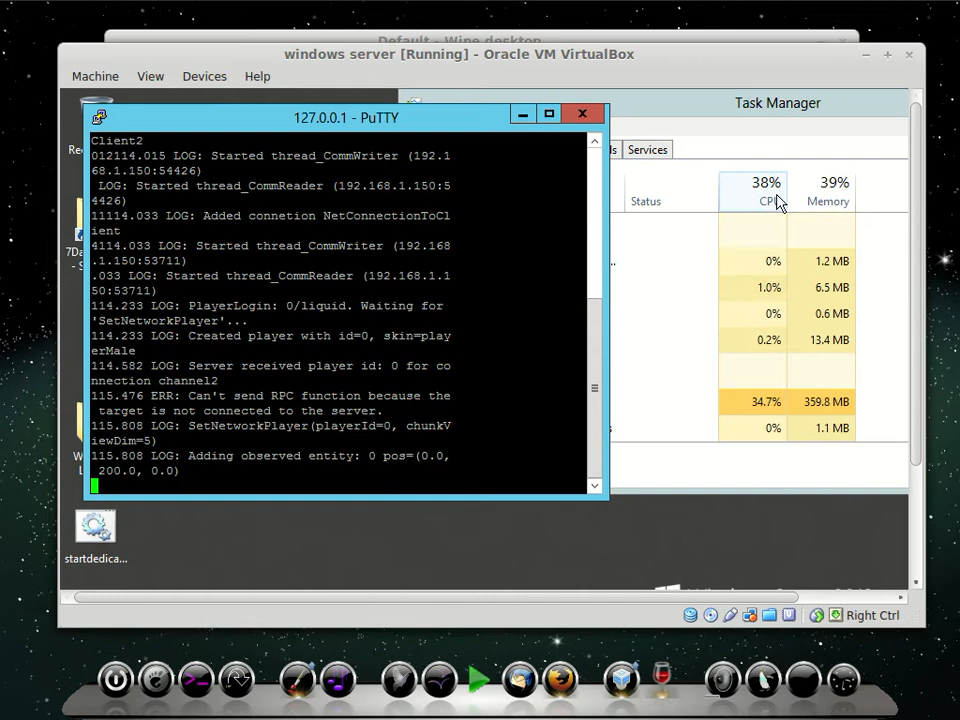 Default - Wine desktop
windows server [Running] - Oracle VM VirtualBox
Machine View Devices Help
127.0.0.1 - PuTTY
Client2
012114.015 LOG: Started thread_CommWriter (192.1
68.1.150:54426)
LOG: Started thread_CommReader (192.168.1.150:5
4426)
11114.033 LOG: Added connetion NetConnectionToCl
ient
4114.033 LOG: Started thread_CommWriter (192.168
.1.150:53711)
.033 LOG: Started thread_CommReader (192.168.1.1
50:53711)
114.233 LOG: PlayerLogin: 0/liquid. Waiting for
'SetNetworkPlayer'...
114.233 LOG: Created player with id=0, skin=play
erMale
114.582 LOG: Server received player id: 0 for co
nnection channel2
115.476 ERR: Can't send RPC function because the
target is not connected to the server.
115.808 LOG: SetNetworkPlayer(playerId=0, chunkV
iewDim=5)
115.808 LOG: Adding observed entity: 0 pos=(0.0,
200.0, 0.0)
Task Manager
Services
38% 39%
Status CPU Memory
0% 1.2 MB
1.0% 6.5 MB
0% 0.6 MB
0.2% 13.4 MB
34.7% 359.8 MB
0% 1.1 MB
startdedica...
Right Ctrl